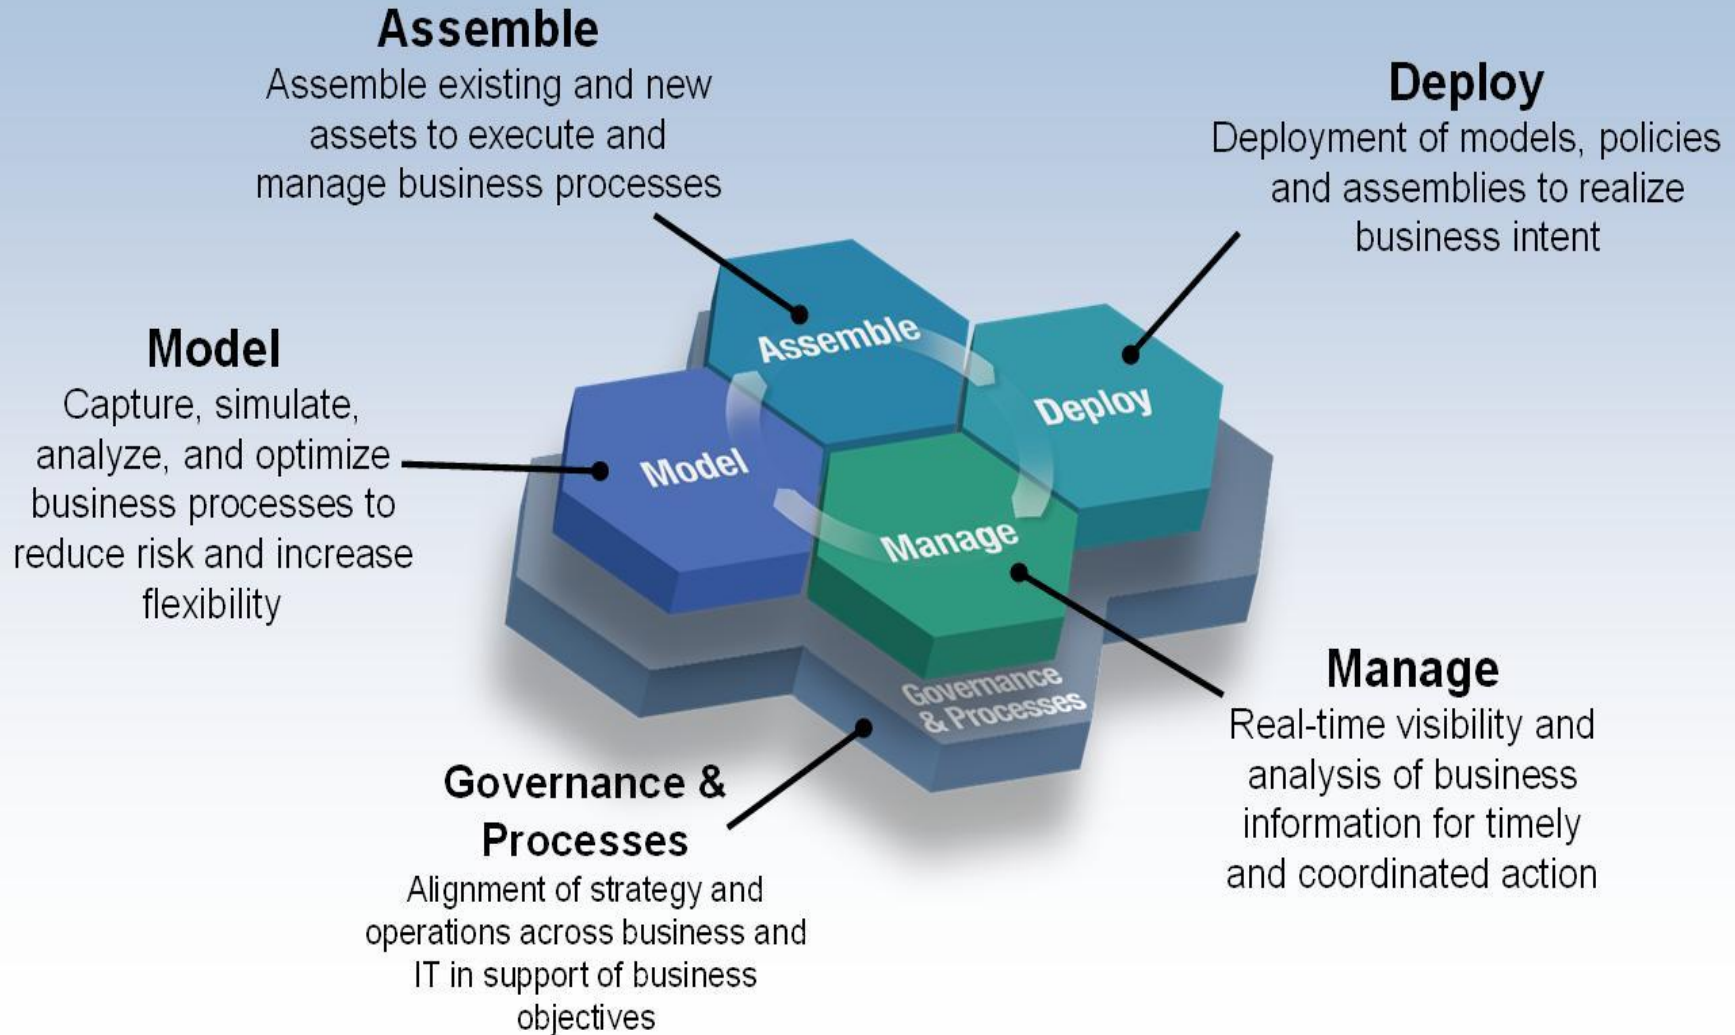 Assemble
Assemble existing and new
assets to execute and
manage business processes
Deploy
Deployment of models, policies
and assemblies to realize
business intent
Model
Capture, simulate,
analyze, and optimize
business processes to
reduce risk and increase
flexibility
Assemble
Deploy
Model
Manage
Governance
& Processes
Manage
Real-time visibility and
analysis of business
information for timely
and coordinated action
Governance &
Processes
Alignment of strategy and
operations across business and
IT in support of business
objectives